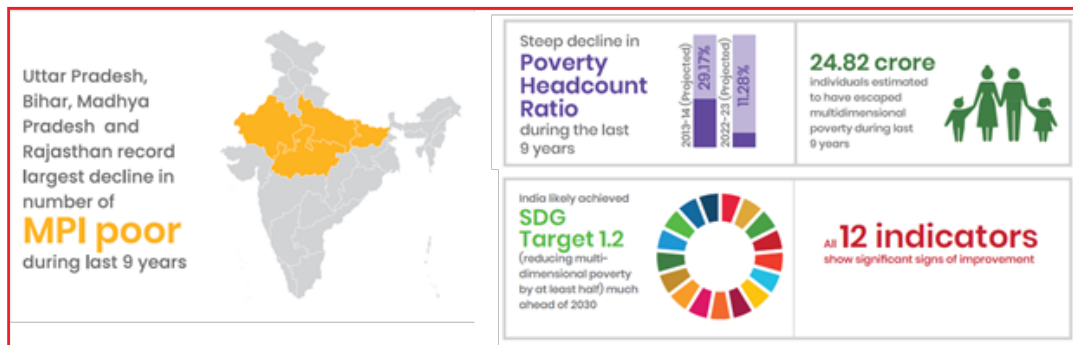 Uttar Pradesh,
Bihar, Madhya
Pradesh and
Rajasthan record
largest decline in
number of
MPI poor
during last 9 years
Steep decline in
Poverty
Headcount
Ratio
during the last
9 years
2013-14 (Projected)
29.17%
2022-23 (Projected)
11.28%
24.82 crore
individuals estimated
to have escaped
multidimensional
poverty during last
9 years
India likely achieved
SDG
Target 1.2
(reducing multi-
dimensional poverty
by at least half) much
ahead of 2030
All 12 indicators
show significant signs of improvement